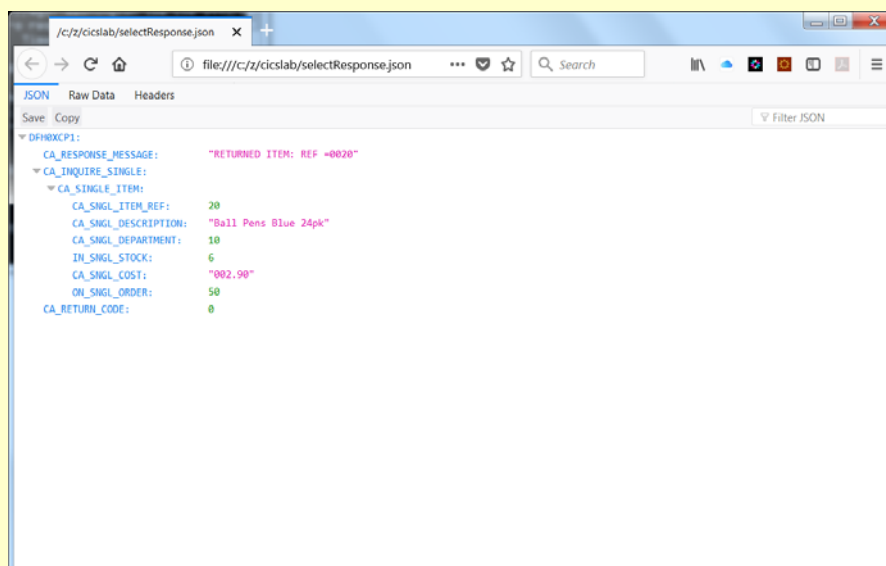 /c:/z/cicslab/selectResponse.json
file:///c:/z/cicslab/selectResponse.json
Search
JSON Raw Data Headers
Save Copy
Filter JSON
DFH0XCP1:
CA_RESPONSE_MESSAGE: "RETURNED ITEM: REF =0020"
CA_INQUIRE_SINGLE:
CA_SINGLE_ITEM:
CA_SNGL_ITEM_REF: 20
CA_SNGL_DESCRIPTION: "Ball Pens Blue 24pk"
CA_SNGL_DEPARTMENT: 10
IN_SNGL_STOCK: 6
CA_SNGL_COST: "002.90"
ON_SNGL_ORDER: 50
CA_RETURN_CODE: 0